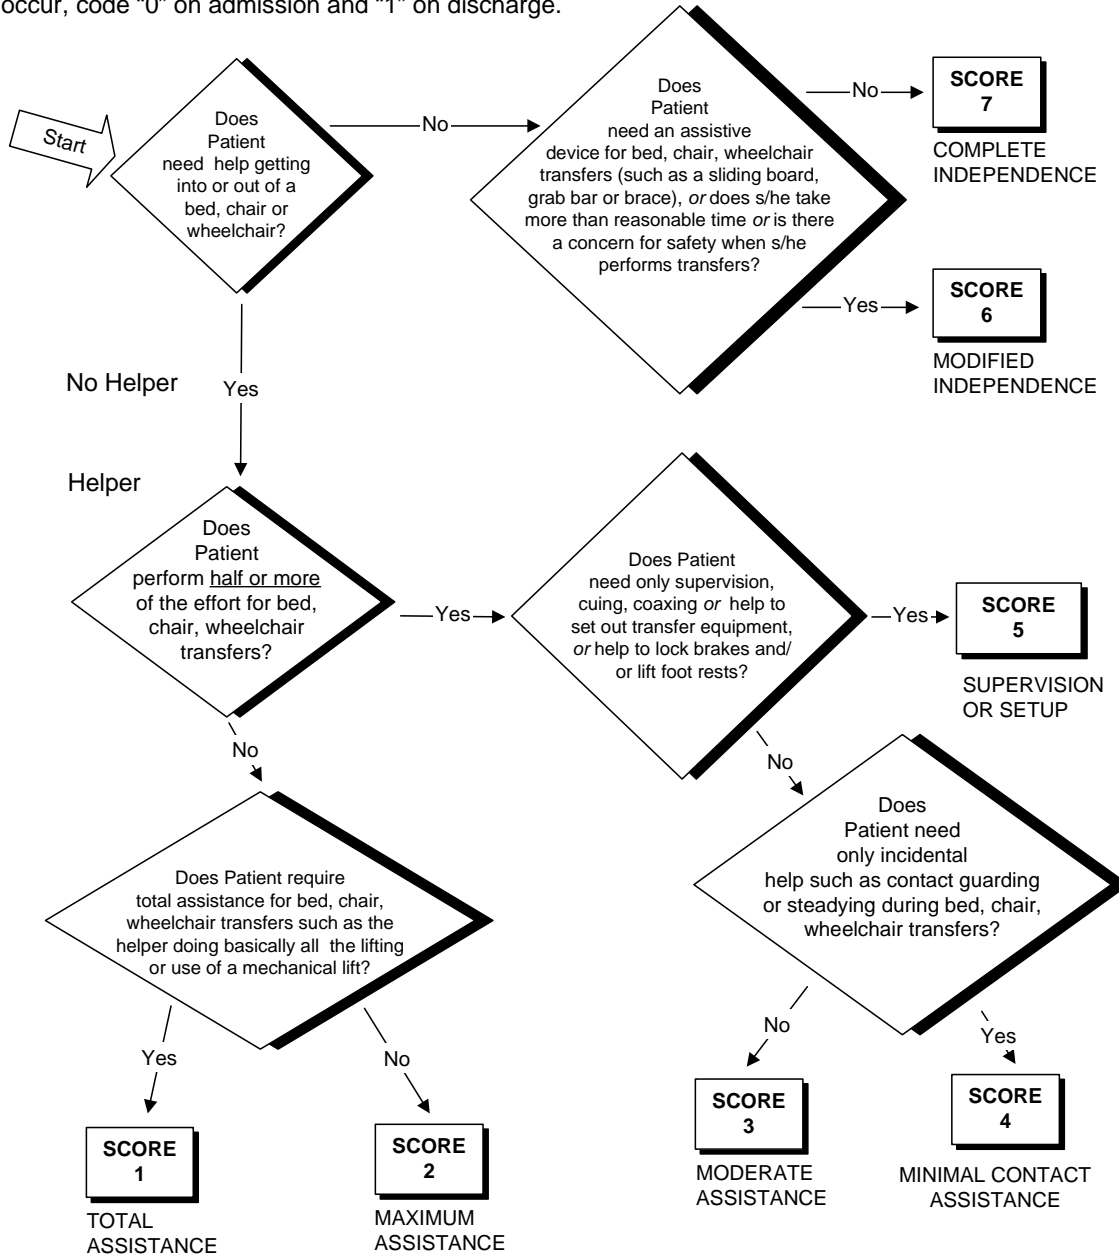 occur, code "0" on admission and "1" on discharge.
Start
Does
Patient
need help getting
into or out of a
bed, chair or
wheelchair?
No
Does
Patient
need an assistive
device for bed, chair, wheelchair
transfers (such as a sliding board,
grab bar or brace), or does s/he take
more than reasonable time or is there
a concern for safety when s/he
performs transfers?
No
SCORE
7
COMPLETE
INDEPENDENCE
Yes
SCORE
6
MODIFIED
INDEPENDENCE
No Helper
Yes
Helper
Does
Patient
perform half or more
of the effort for bed,
chair, wheelchair
transfers?
Yes
Does Patient
need only supervision,
cuing, coaxing or help to
set out transfer equipment,
or help to lock brakes and/
or lift foot rests?
Yes
SCORE
5
SUPERVISION
OR SETUP
No
No
Does Patient require
total assistance for bed, chair,
wheelchair transfers such as the
helper doing basically all the lifting
or use of a mechanical lift?
Does
Patient need
only incidental
help such as contact guarding
or steadying during bed, chair,
wheelchair transfers?
Yes
No
No
Yes
SCORE
1
TOTAL
ASSISTANCE
SCORE
2
MAXIMUM
ASSISTANCE
SCORE
3
MODERATE
ASSISTANCE
SCORE
4
MINIMAL CONTACT
ASSISTANCE